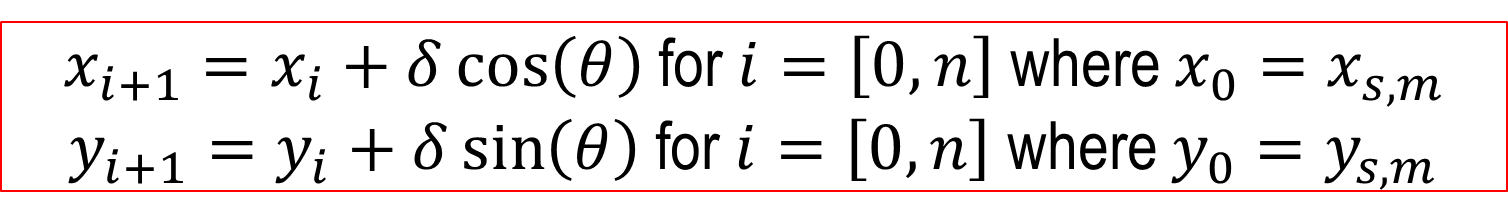 x_{i+1} = x_i + δ cos(θ) for i = [0, n] where x_0 = x_{s,m}
y_{i+1} = y_i + δ sin(θ) for i = [0, n] where y_0 = y_{s,m}